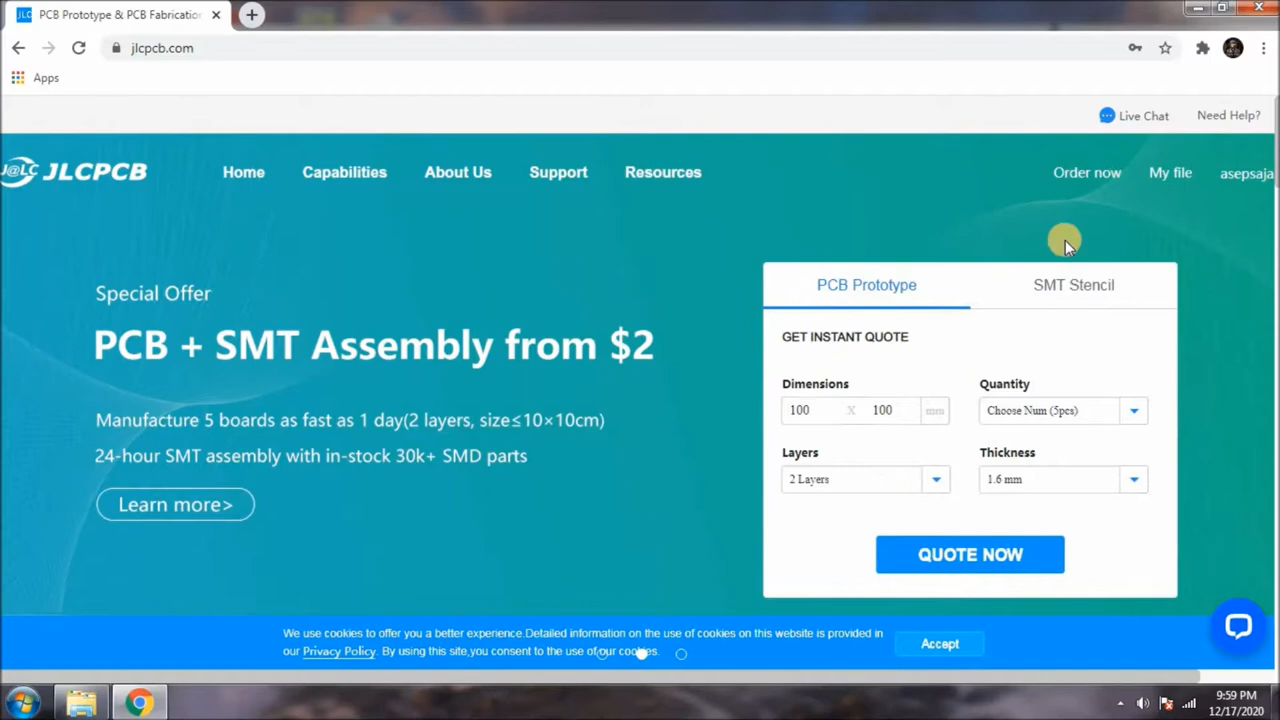 PCB Prototype & PCB Fabrication
jlcpcb.com
Apps
Live Chat
Need Help?
J@LC JLCPCB
Home
Capabilities
About Us
Support
Resources
Order now
My file
asepsaja
Special Offer
PCB + SMT Assembly from $2
Manufacture 5 boards as fast as 1 day(2 layers, size≤10×10cm)
24-hour SMT assembly with in-stock 30k+ SMD parts
Learn more>
PCB Prototype
SMT Stencil
GET INSTANT QUOTE
Dimensions
Quantity
100 X 100 mm
Choose Num (5pcs)
Layers
Thickness
2 Layers
1.6 mm
QUOTE NOW
We use cookies to offer you a better experience.Detailed information on the use of cookies on this website is provided in
our Privacy Policy. By using this site,you consent to the use of our cookies.
Accept
9:59 PM
12/17/2020